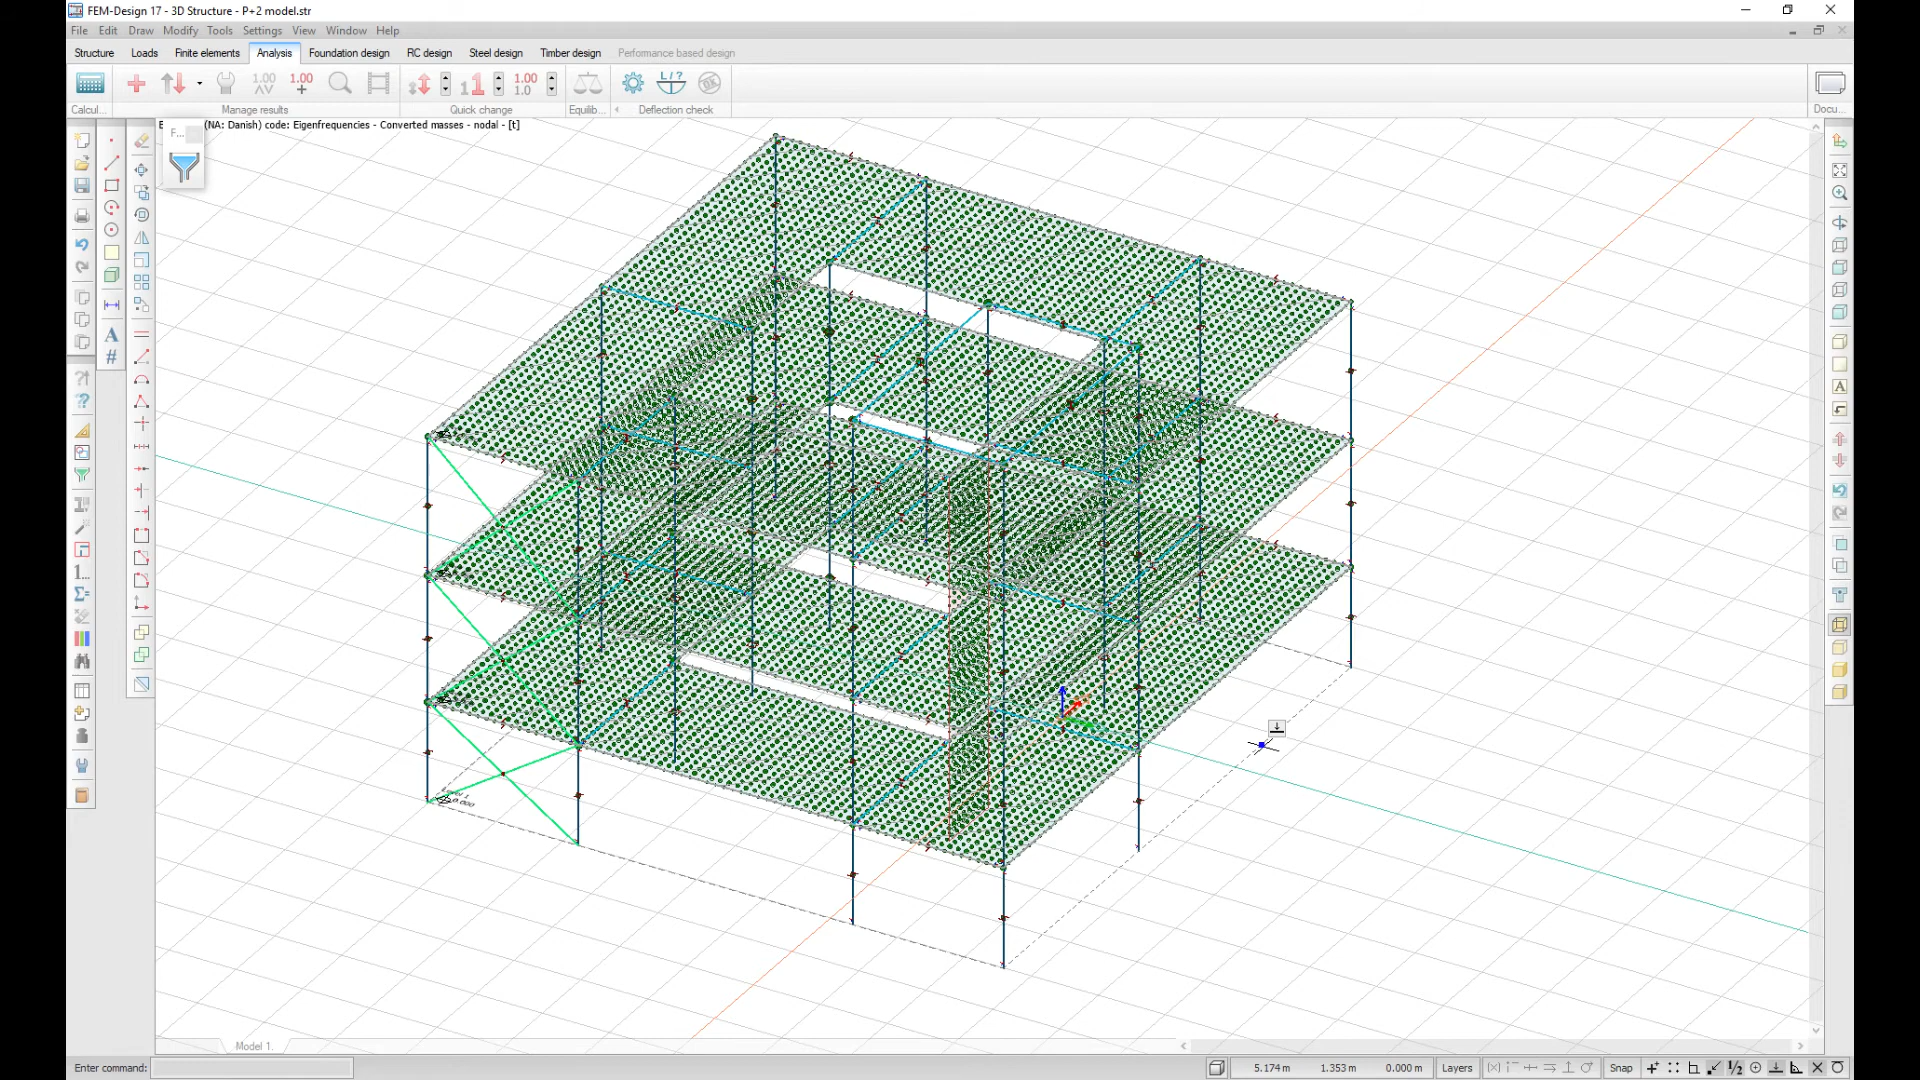 FEM-Design 17 - 3D Structure - P+2 model.str
File Edit Draw Modify Tools Settings View Window Help
Structure Loads Finite elements Analysis Foundation design RC design Steel design Timber design Performance based design
1.00 1.00 L/? 1.00 1.0
Calcul... Manage results Quick change Equilib... Deflection check Docu...
(NA: Danish) code: Eigenfrequencies - Converted masses - nodal - [t]
F...
A
#
1...
Model 1.
Enter command: 5.174 m 1.353 m 0.000 m Layers Snap 1/2